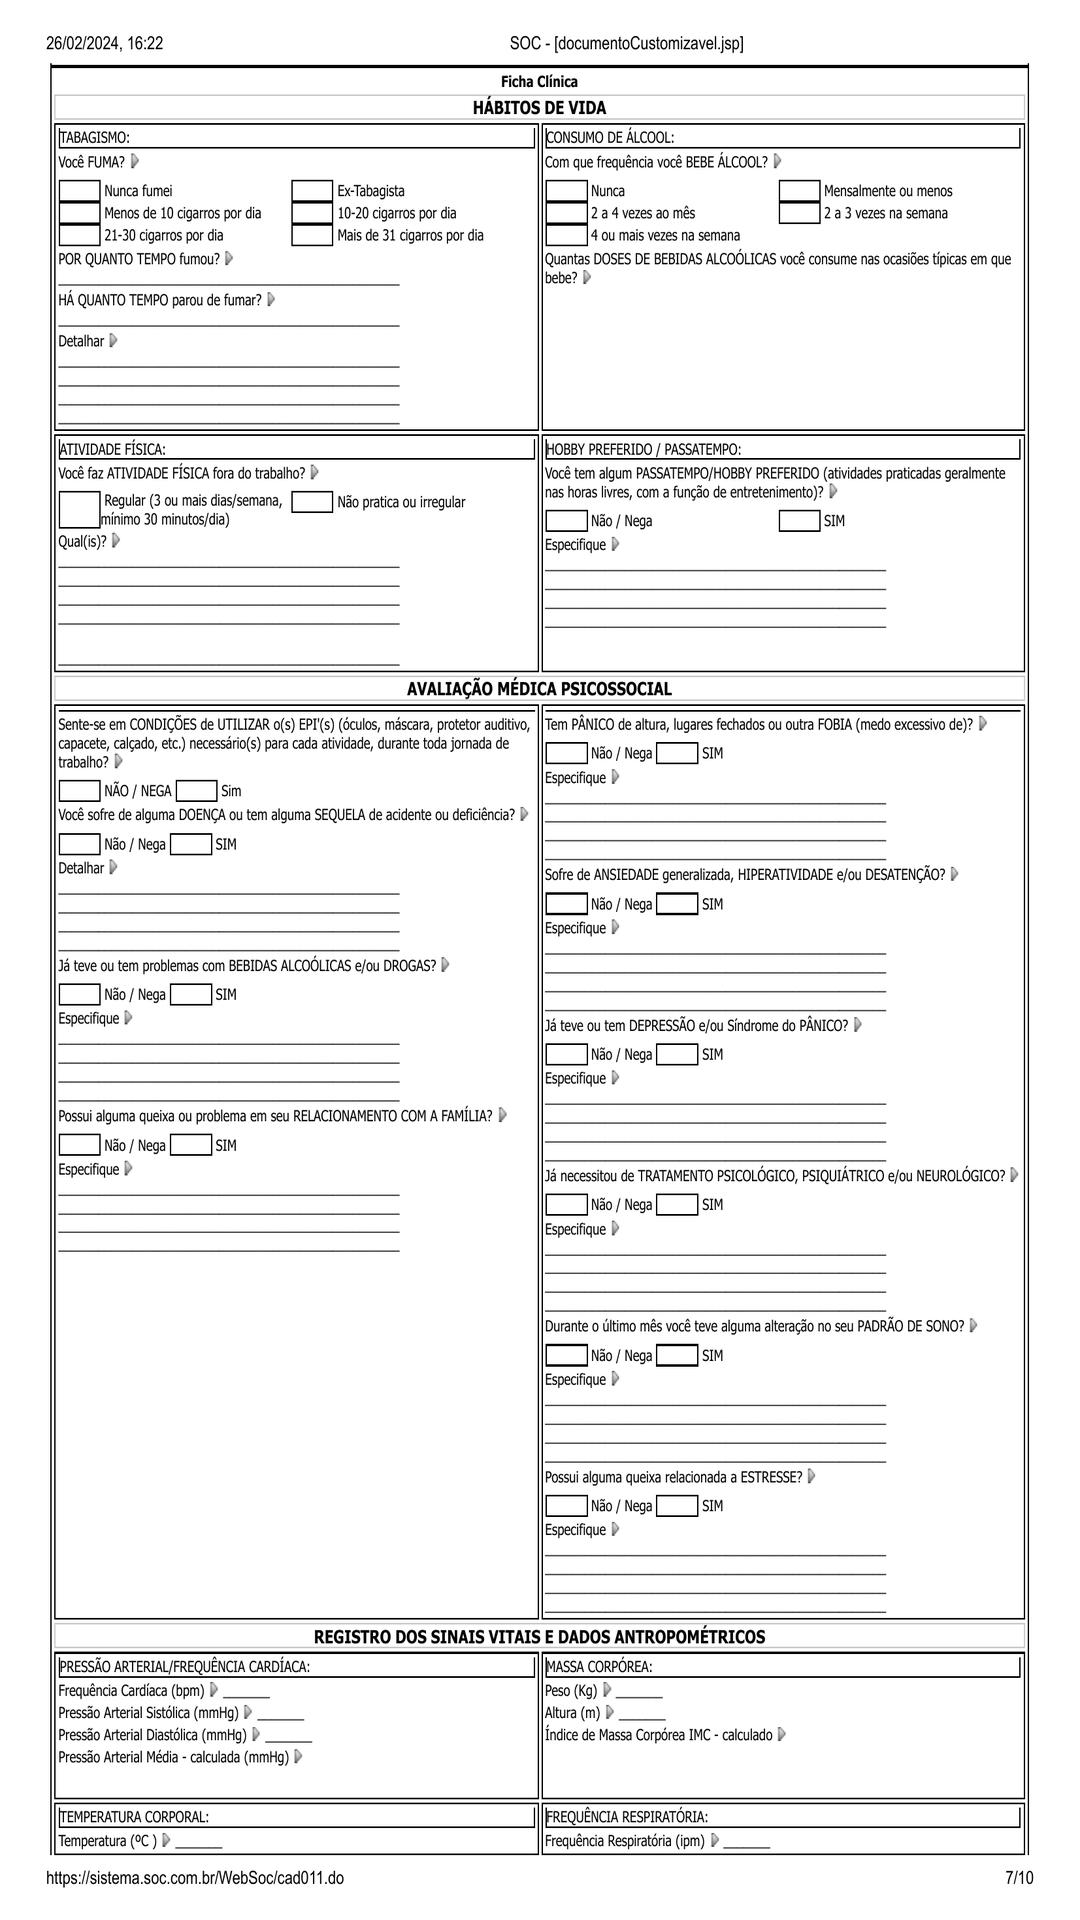 26/02/2024, 16:22
SOC - [documentoCustomizavel.jsp]
Ficha Clínica
HÁBITOS DE VIDA
TABAGISMO:
Você FUMA?
Nunca fumei
Ex-Tabagista
Menos de 10 cigarros por dia
10-20 cigarros por dia
21-30 cigarros por dia
Mais de 31 cigarros por dia
POR QUANTO TEMPO fumou?
HÁ QUANTO TEMPO parou de fumar?
Detalhar
CONSUMO DE ÁLCOOL:
Com que frequência você BEBE ÁLCOOL?
Nunca
Mensalmente ou menos
2 a 4 vezes ao mês
2 a 3 vezes na semana
4 ou mais vezes na semana
Quantas DOSES DE BEBIDAS ALCOÓLICAS você consume nas ocasiões típicas em que
bebe?
ATIVIDADE FÍSICA:
Você faz ATIVIDADE FÍSICA fora do trabalho?
Regular (3 ou mais dias/semana,
mínimo 30 minutos/dia)
Não pratica ou irregular
Qual(is)?
HOBBY PREFERIDO / PASSATEMPO:
Você tem algum PASSATEMPO/HOBBY PREFERIDO (atividades praticadas geralmente
nas horas livres, com a função de entretenimento)?
Não / Nega
SIM
Especifique
AVALIAÇÃO MÉDICA PSICOSSOCIAL
Sente-se em CONDIÇÕES de UTILIZAR o(s) EPI'(s) (óculos, máscara, protetor auditivo,
capacete, calçado, etc.) necessário(s) para cada atividade, durante toda jornada de
trabalho?
NÃO / NEGA
Sim
Você sofre de alguma DOENÇA ou tem alguma SEQUELA de acidente ou deficiência?
Não / Nega
SIM
Detalhar
Já teve ou tem problemas com BEBIDAS ALCOÓLICAS e/ou DROGAS?
Não / Nega
SIM
Especifique
Possui alguma queixa ou problema em seu RELACIONAMENTO COM A FAMÍLIA?
Não / Nega
SIM
Especifique
Tem PÂNICO de altura, lugares fechados ou outra FOBIA (medo excessivo de)?
Não / Nega
SIM
Especifique
Sofre de ANSIEDADE generalizada, HIPERATIVIDADE e/ou DESATENÇÃO?
Não / Nega
SIM
Especifique
Já teve ou tem DEPRESSÃO e/ou Síndrome do PÂNICO?
Não / Nega
SIM
Especifique
Já necessitou de TRATAMENTO PSICOLÓGICO, PSIQUIÁTRICO e/ou NEUROLÓGICO?
Não / Nega
SIM
Especifique
Durante o último mês você teve alguma alteração no seu PADRÃO DE SONO?
Não / Nega
SIM
Especifique
Possui alguma queixa relacionada a ESTRESSE?
Não / Nega
SIM
Especifique
REGISTRO DOS SINAIS VITAIS E DADOS ANTROPOMÉTRICOS
PRESSÃO ARTERIAL/FREQUÊNCIA CARDÍACA:
Frequência Cardíaca (bpm)
Pressão Arterial Sistólica (mmHg)
Pressão Arterial Diastólica (mmHg)
Pressão Arterial Média - calculada (mmHg)
MASSA CORPÓREA:
Peso (Kg)
Altura (m)
Índice de Massa Corpórea IMC - calculado
TEMPERATURA CORPORAL:
Temperatura (ºC )
FREQUÊNCIA RESPIRATÓRIA:
Frequência Respiratória (ipm)
https://sistema.soc.com.br/WebSoc/cad011.do
7/10